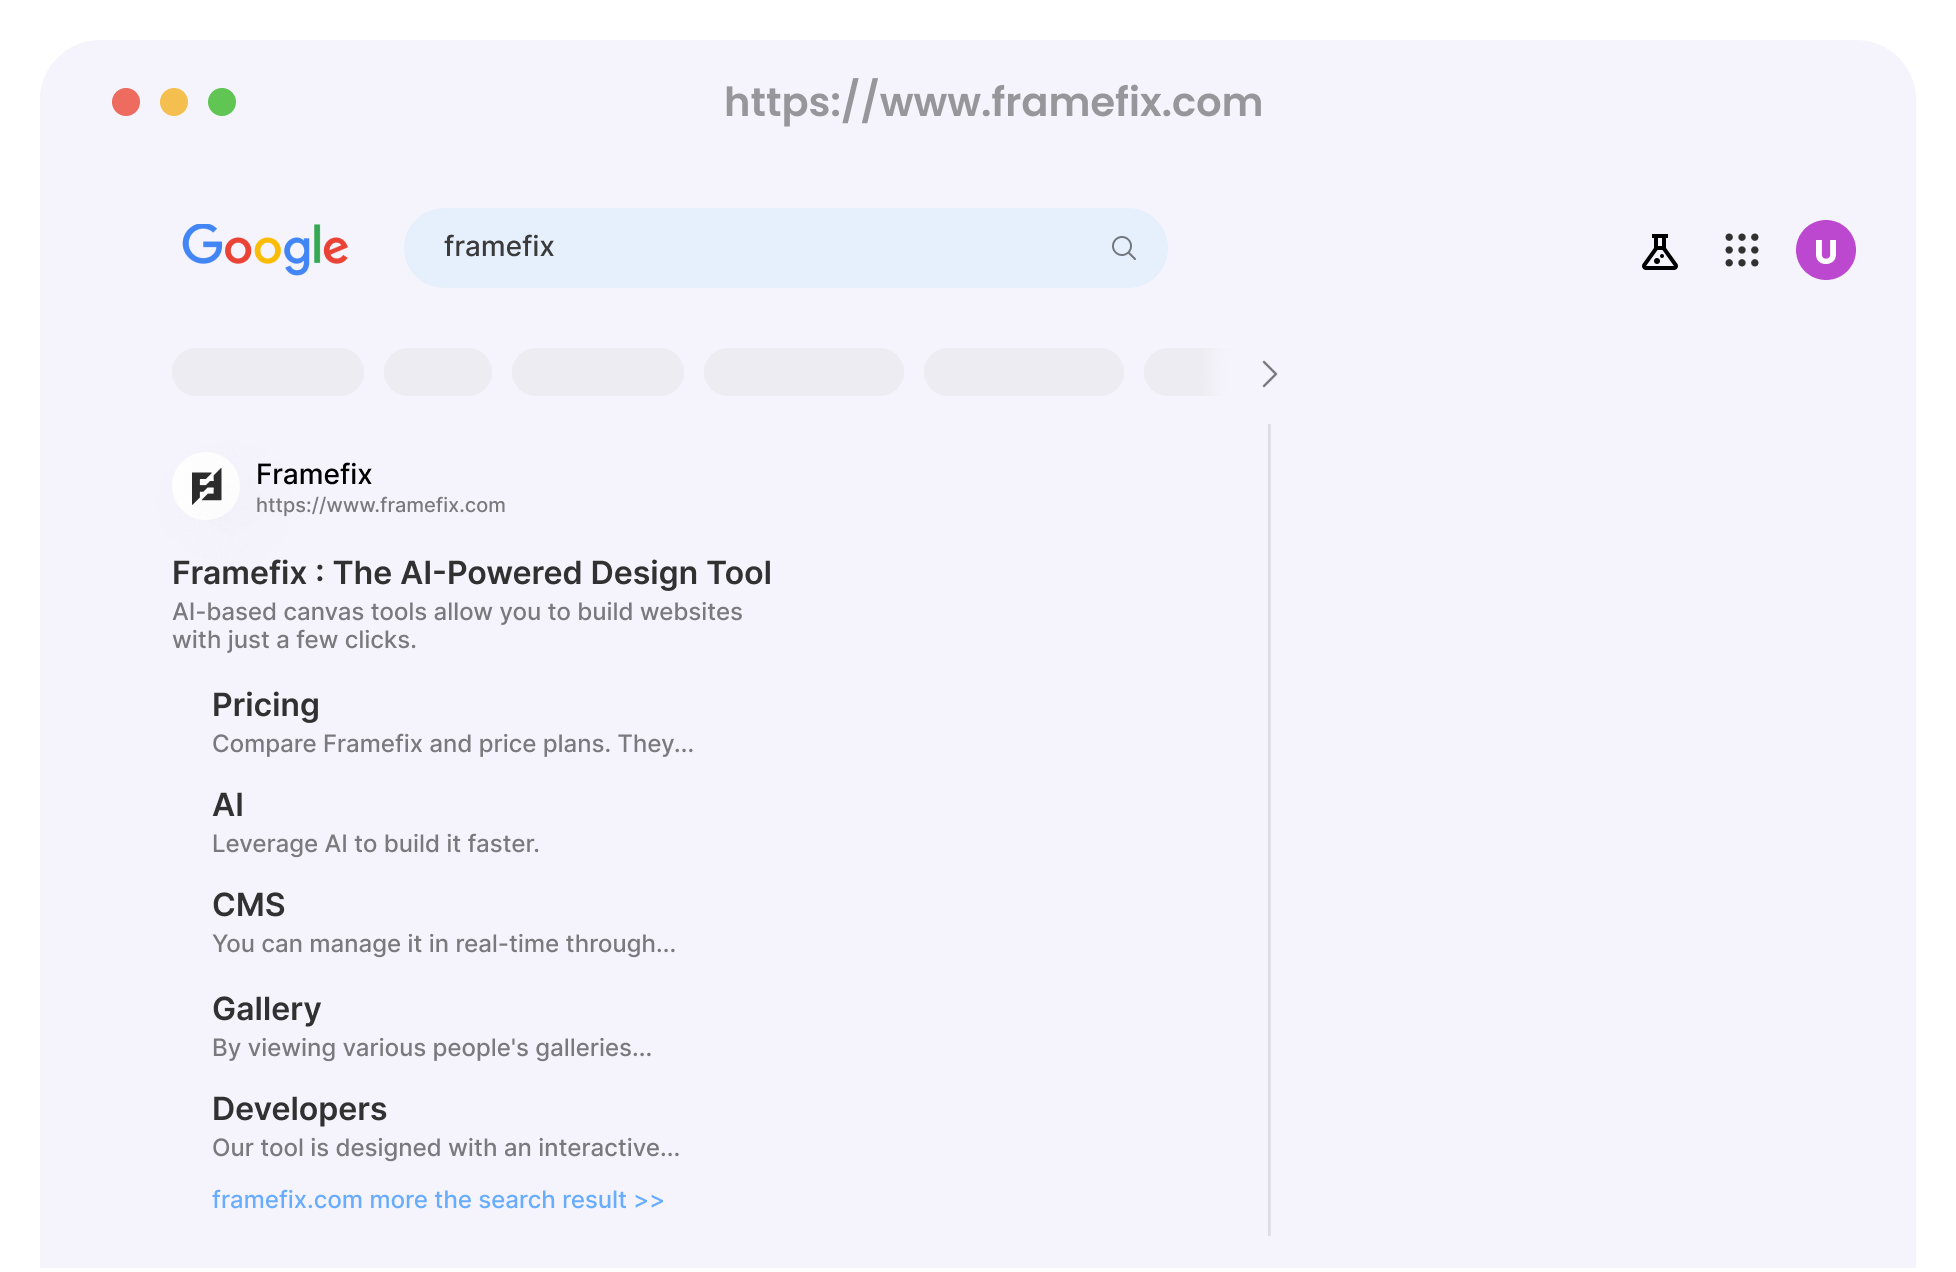 https://www.framefix.com
Google
framefix
U
Framefix
https://www.framefix.com
Framefix : The AI-Powered Design Tool
AI-based canvas tools allow you to build websites
with just a few clicks.
Pricing
Compare Framefix and price plans. They...
AI
Leverage AI to build it faster.
CMS
You can manage it in real-time through...
Gallery
By viewing various people's galleries...
Developers
Our tool is designed with an interactive...
framefix.com more the search result >>